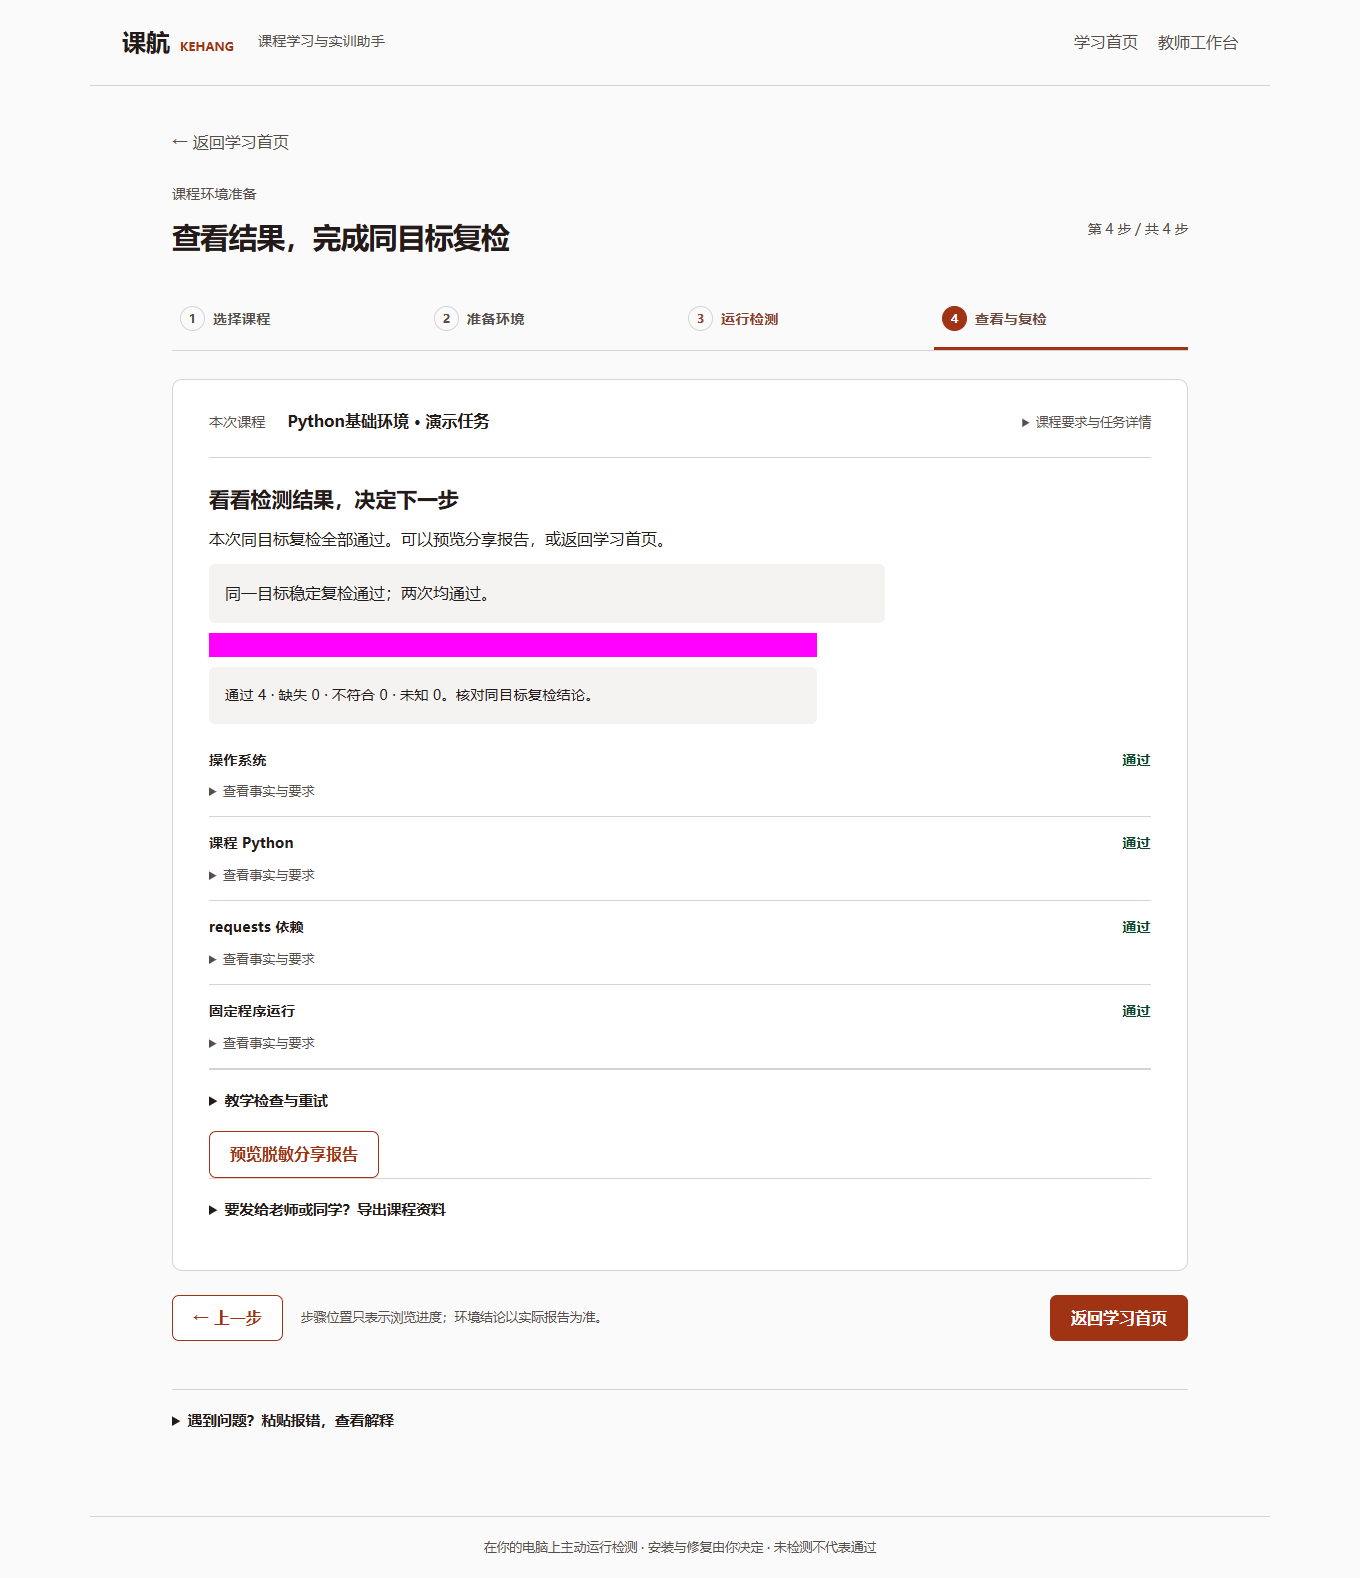 课航 KEHANG 课程学习与实训助手 学习首页 教师工作台
← 返回学习首页
课程环境准备
查看结果，完成同目标复检
第 4 步 / 共 4 步
1 选择课程 2 准备环境 3 运行检测 4 查看与复检
本次课程 Python基础环境 • 演示任务 ▶ 课程要求与任务详情
看看检测结果，决定下一步
本次同目标复检全部通过。可以预览分享报告，或返回学习首页。
同一目标稳定复检通过；两次均通过。
通过 4 · 缺失 0 · 不符合 0 · 未知 0。核对同目标复检结论。
操作系统 通过
▶ 查看事实与要求
课程 Python 通过
▶ 查看事实与要求
requests 依赖 通过
▶ 查看事实与要求
固定程序运行 通过
▶ 查看事实与要求
▶ 教学检查与重试
预览脱敏分享报告
▶ 要发给老师或同学？导出课程资料
← 上一步 步骤位置只表示浏览进度；环境结论以实际报告为准。 返回学习首页
▶ 遇到问题？粘贴报错，查看解释
在你的电脑上主动运行检测 · 安装与修复由你决定 · 未检测不代表通过